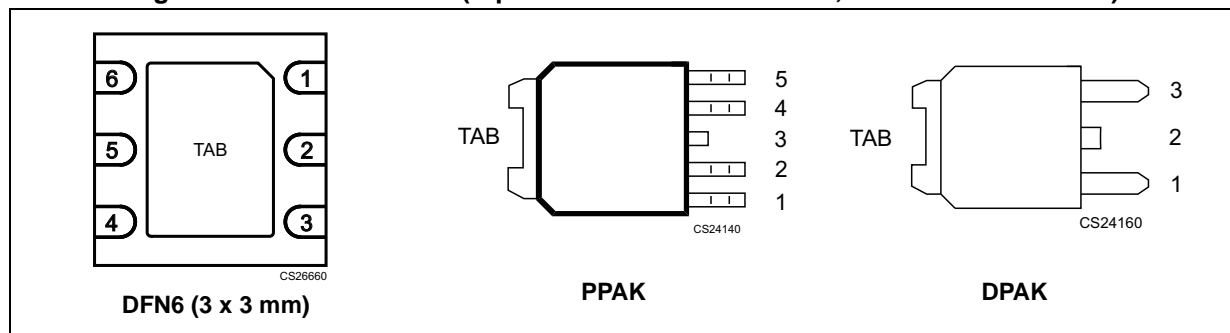 6 1
5 TAB 2
4 3
CS26660
DFN6 (3 x 3 mm)
TAB
5
4
3
2
1
CS24140
PPAK
TAB
3
2
1
CS24160
DPAK